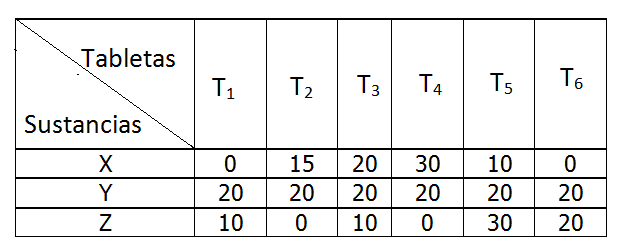 Tabletas T₁ T₂ T₃ T₄ T₅ T₆
Sustancias
X 0 15 20 30 10 0
Y 20 20 20 20 20 20
Z 10 0 10 0 30 20